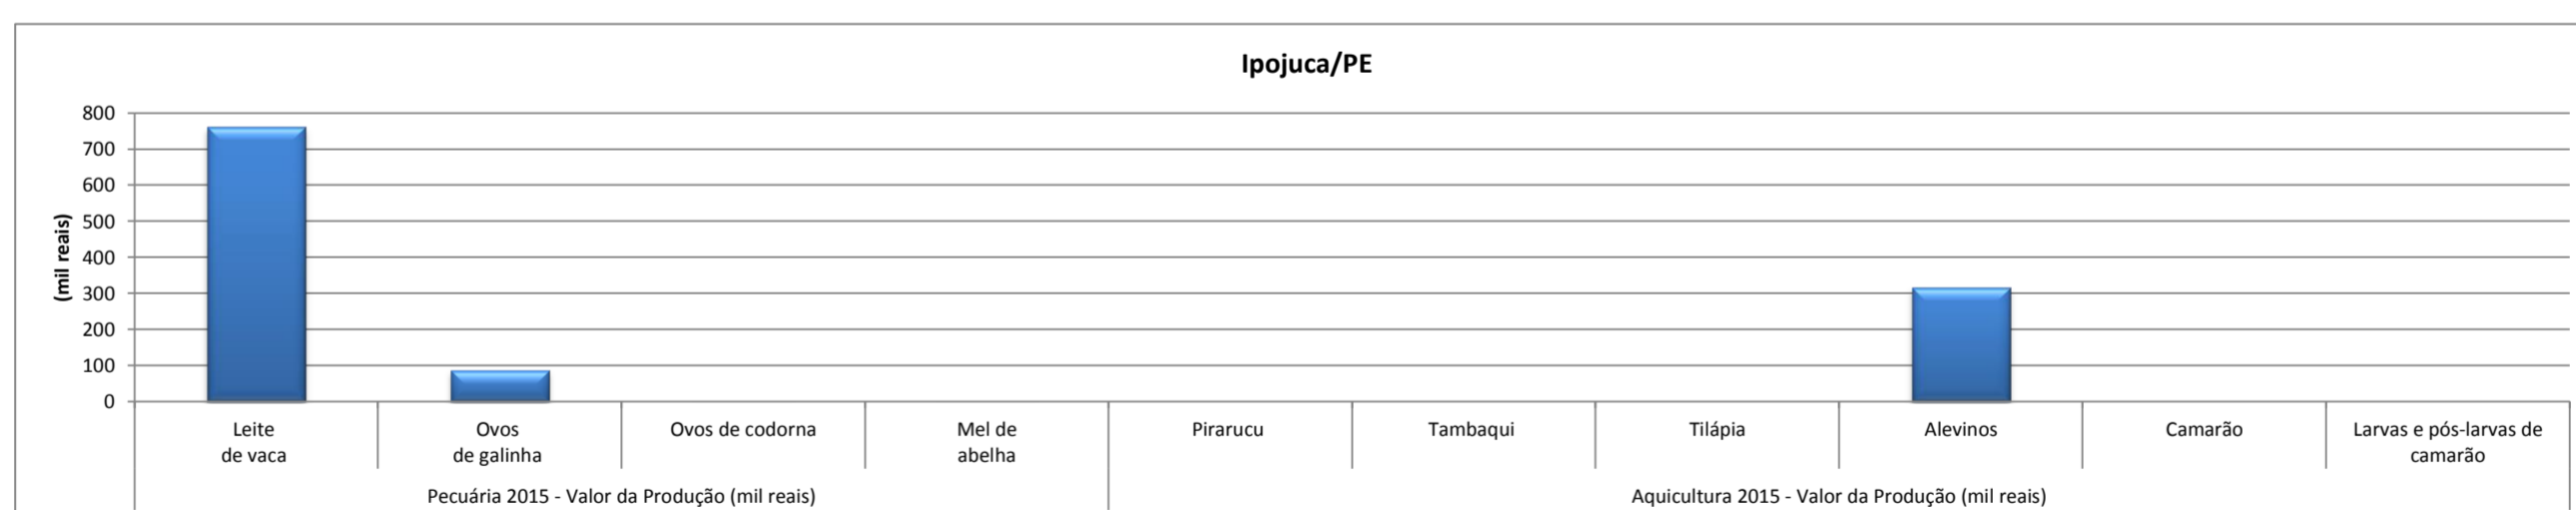 Ipojuca/PE
800
700
600
500
400
300
200
100
0
(mil reais)
Leite
de vaca
Ovos
de galinha
Ovos de codorna
Mel de
abelha
Pirarucu
Tambaqui
Tilápia
Alevinos
Camarão
Larvas e pós-larvas de
camarão
Pecuária 2015 - Valor da Produção (mil reais)
Aquicultura 2015 - Valor da Produção (mil reais)